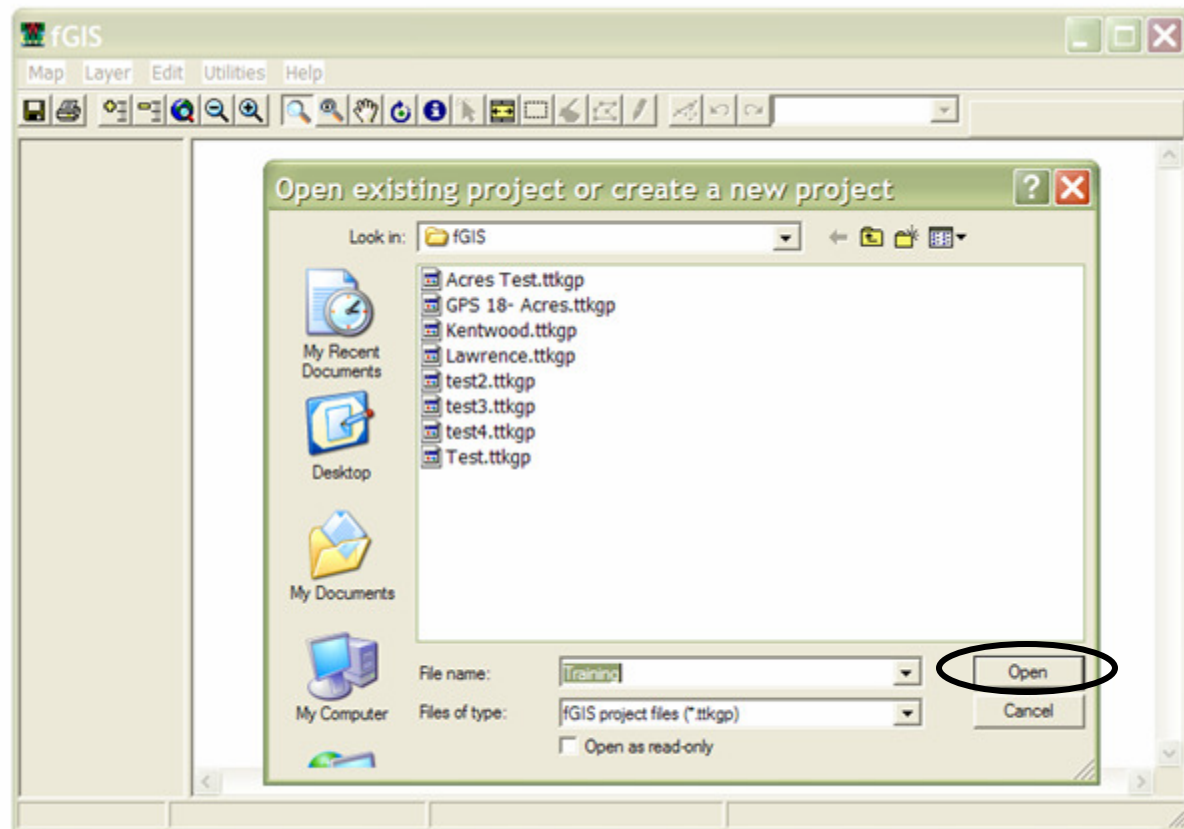 fGIS
Map Layer Edit Utilities Help
Open existing project or create a new project
Look in: fGIS
Acres Test.ttkgp
GPS 18- Acres.ttkgp
Kentwood.ttkgp
Lawrence.ttkgp
test2.ttkgp
test3.ttkgp
test4.ttkgp
Test.ttkgp
My Recent
Documents
Desktop
My Documents
My Computer
File name: Training Open
Files of type: fGIS project files (*.ttkgp) Cancel
Open as read-only